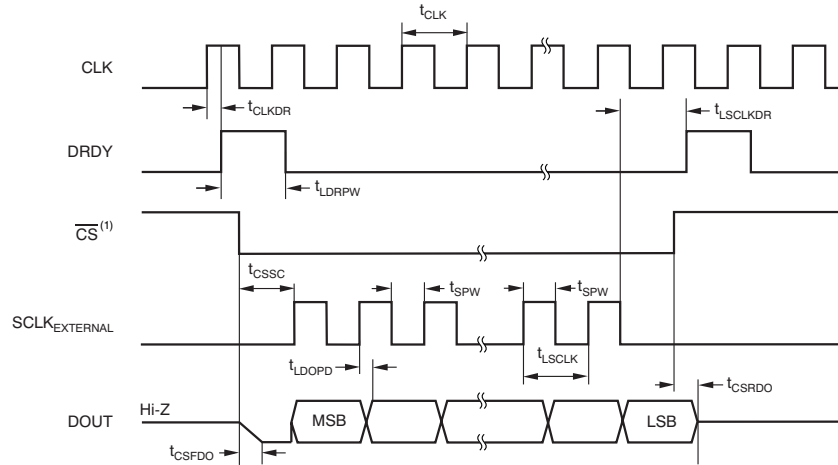 tCLK
CLK
tCLKDR
tLSCLKDR
DRDY
tLDRPW
CS(1)
tCSSC
tSPW
tSPW
SCLKEXTERNAL
tLDOPD
tLSCLK
tCSRDO
Hi-Z
DOUT
MSB
LSB
tCSFDO